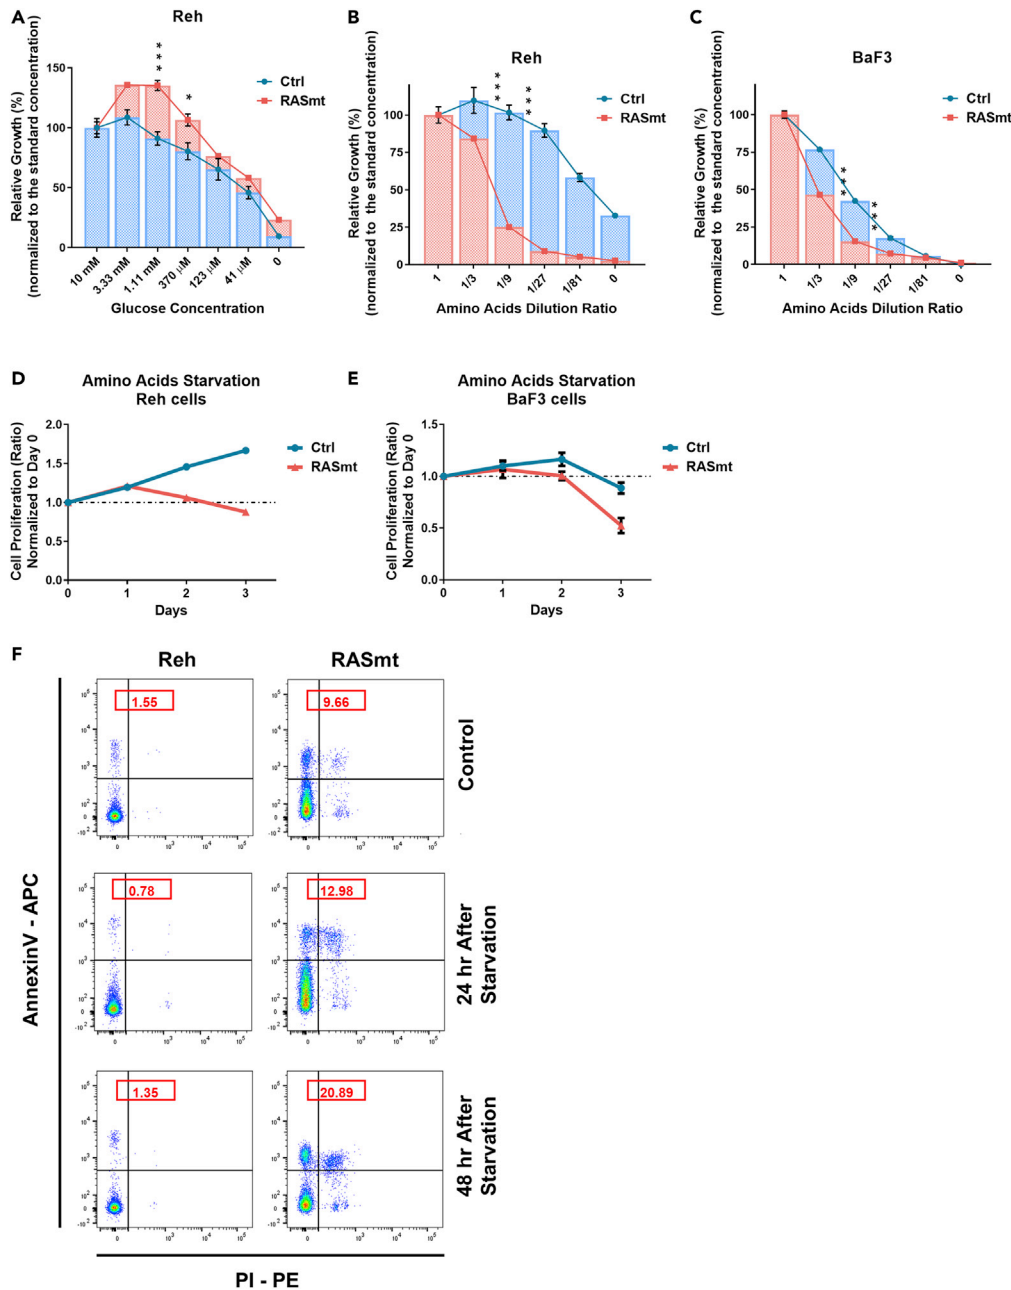 A
Reh
Relative Growth (%)
(normalized to the standard concentration)
150
100
50
0
***
*
Ctrl
RASmt
10 mM
3.33 mM
1.11 mM
370 μM
123 μM
41 μM
0
Glucose Concentration
B
Reh
Relative Growth (%)
(normalized to the standard concentration)
100
75
50
25
0
***
***
Ctrl
RASmt
1
1/3
1/9
1/27
1/81
0
Amino Acids Dilution Ratio
C
BaF3
Relative Growth (%)
(normalized to the standard concentration)
100
75
50
25
0
***
***
Ctrl
RASmt
1
1/3
1/9
1/27
1/81
0
Amino Acids Dilution Ratio
D
Amino Acids Starvation
Reh cells
Cell Proliferation (Ratio)
Normalized to Day 0
2.0
1.5
1.0
0.5
0.0
0
1
2
3
Days
Ctrl
RASmt
E
Amino Acids Starvation
BaF3 cells
Cell Proliferation (Ratio)
Normalized to Day 0
1.5
1.0
0.5
0.0
0
1
2
3
Days
Ctrl
RASmt
F
Reh
RASmt
AnnexinV - APC
1.55
9.66
Control
0.78
12.98
24 hr After
Starvation
1.35
20.89
48 hr After
Starvation
PI - PE